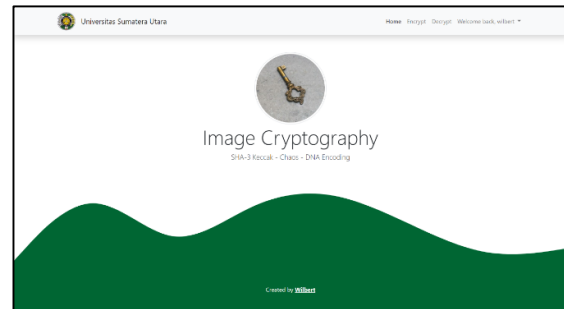 Universitas Sumatera Utara
Home Encrypt Decrypt Welcome back, wilbert
Image Cryptography
SHA-3 Keccak - Chaos - DNA Encoding
Created by Wilbert